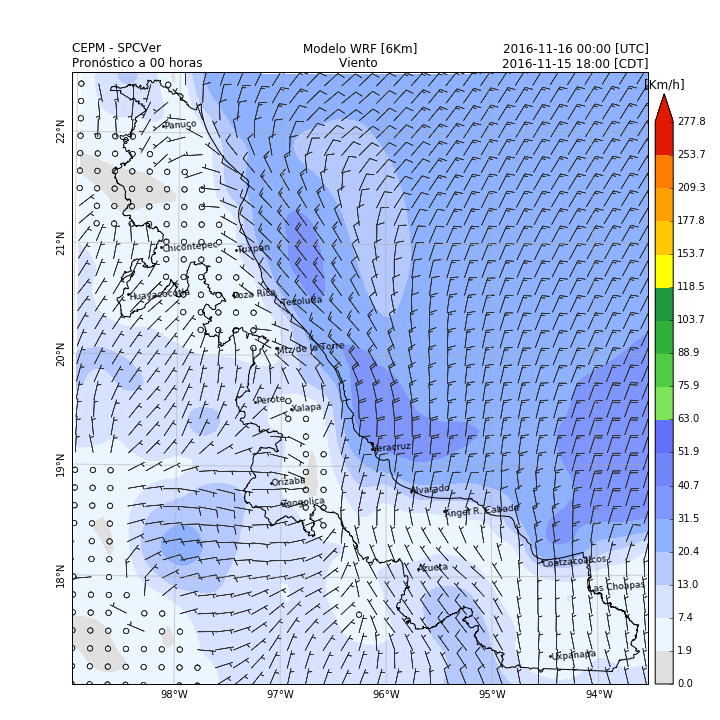 CEPM - SPCVer Modelo WRF [6Km] 2016-11-16 00:00 [UTC]
Pronóstico a 00 horas Viento 2016-11-15 18:00 [CDT]
[Km/h]
277.8
253.7
209.3
177.8
153.7
118.5
103.7
88.9
75.9
63.0
51.9
40.7
31.5
20.4
13.0
7.4
1.9
0.0
22°N
21°N
20°N
19°N
18°N
Panuco
Chicontepec
Tuxpan
Huayacocotla
Poza Rica
Tecolutla
Mtz de la Torre
Perote
Xalapa
Veracruz
Orizaba
Alvarado
Zongolica
Angel R. Cabada
Azueta
Coatzacoalcos
Las Choapas
Uxpanapa
98°W 97°W 96°W 95°W 94°W